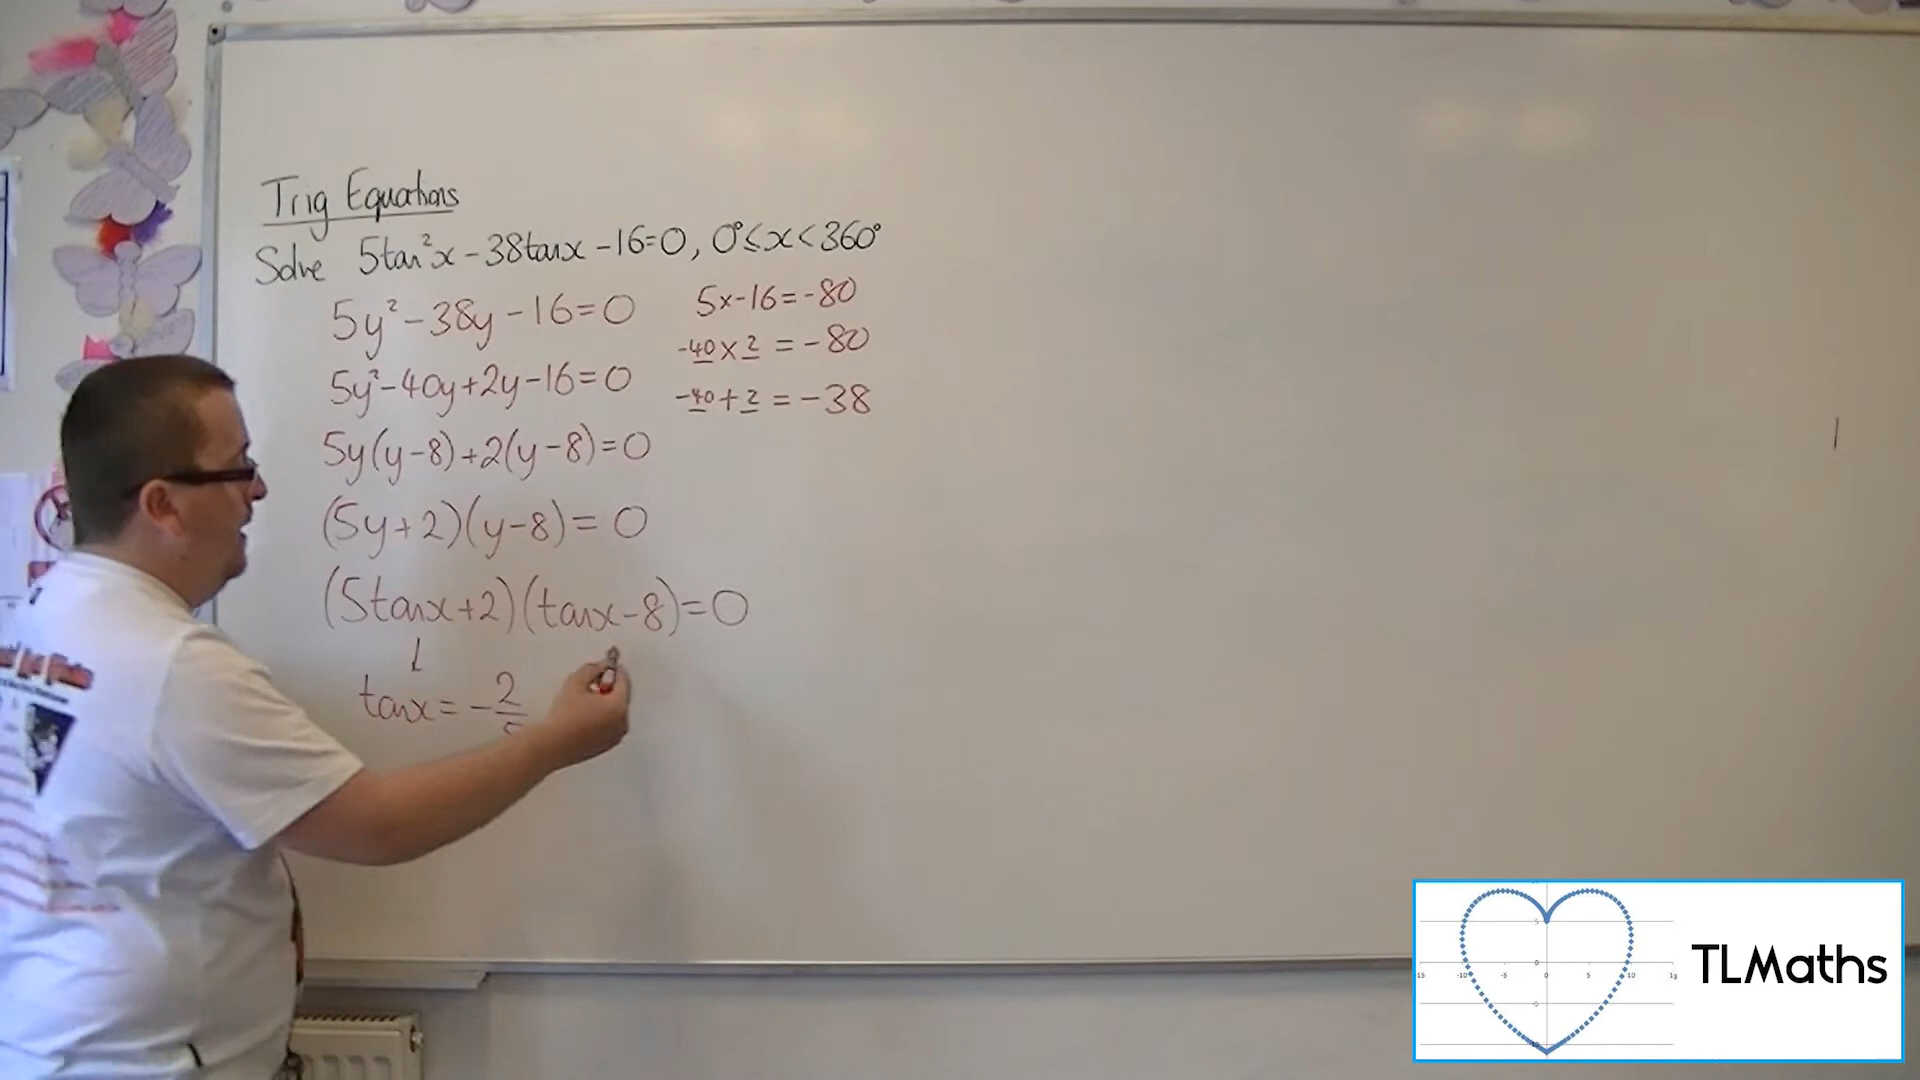 Trig Equations
Solve 5tan²x - 38tanx - 16 = 0, 0° ≤ x < 360°
5y² - 38y - 16 = 0
5x-16 = -80
-40 x 2 = -80
5y² - 40y + 2y - 16 = 0
-40 + 2 = -38
5y(y - 8) + 2(y - 8) = 0
(5y + 2)(y - 8) = 0
(5tanx + 2)(tanx - 8) = 0
tanx = -2/5
TLMaths